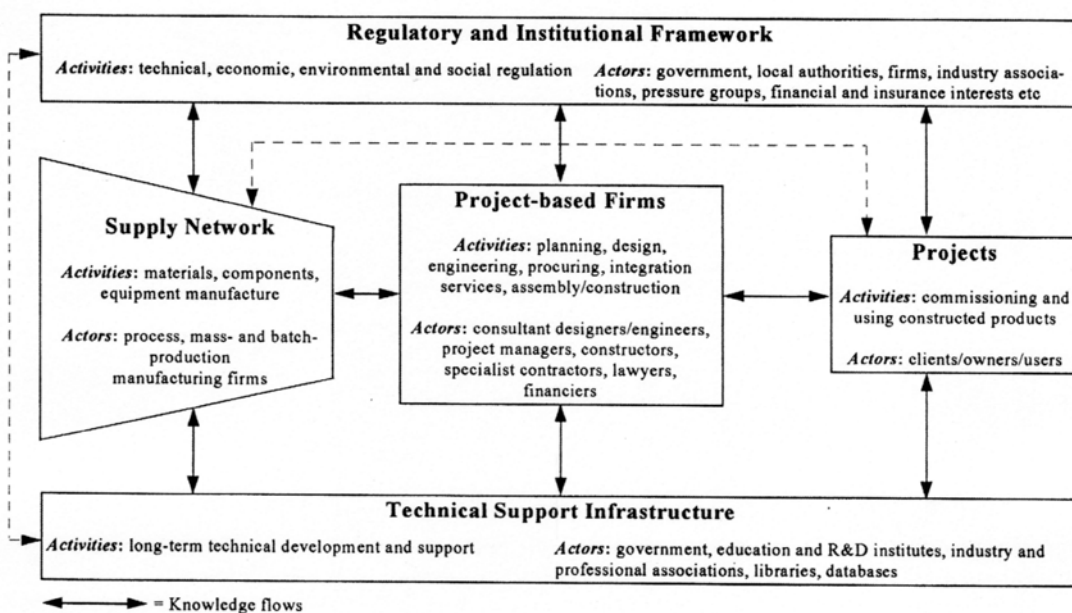 Regulatory and Institutional Framework
Activities: technical, economic, environmental and social regulation
Actors: government, local authorities, firms, industry associa-
tions, pressure groups, financial and insurance interests etc
Supply Network
Activities: materials, components,
equipment manufacture
Actors: process, mass- and batch-
production
manufacturing firms
Project-based Firms
Activities: planning, design,
engineering, procuring, integration
services, assembly/construction
Actors: consultant designers/engineers,
project managers, constructors,
specialist contractors, lawyers,
financiers
Projects
Activities: commissioning and
using constructed products
Actors: clients/owners/users
Technical Support Infrastructure
Activities: long-term technical development and support
Actors: government, education and R&D institutes, industry and
professional associations, libraries, databases
= Knowledge flows